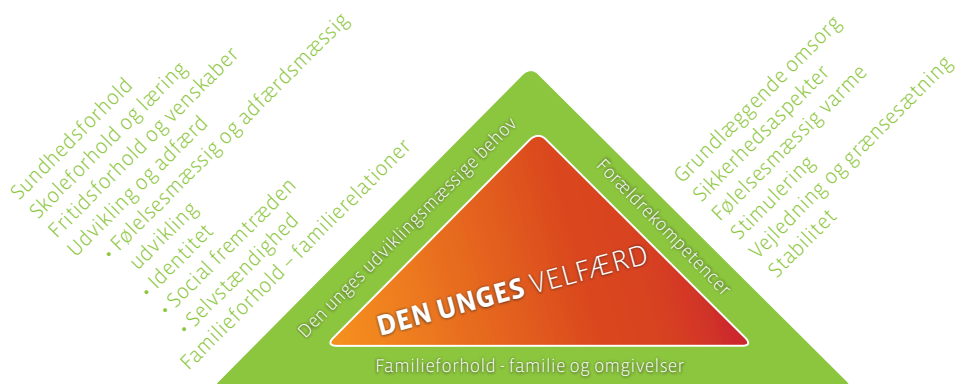 Sundhedsforhold
Skoleforhold og læring
Fritidsforhold og venskaber
Udvikling og adfærd
• Følelsesmæssig og adfærdsmæssig
udvikling
• Identitet
• Social fremtræden
• Selvstændighed
Familieforhold – familierelationer
Den unges udviklingsmæssige behov
Forældrekompetencer
DEN UNGES VELFÆRD
Familieforhold - familie og omgivelser
Grundlæggende omsorg
Sikkerhedsaspekter
Følelsesmæssig varme
Stimulering
Vejledning og grænsesætning
Stabilitet